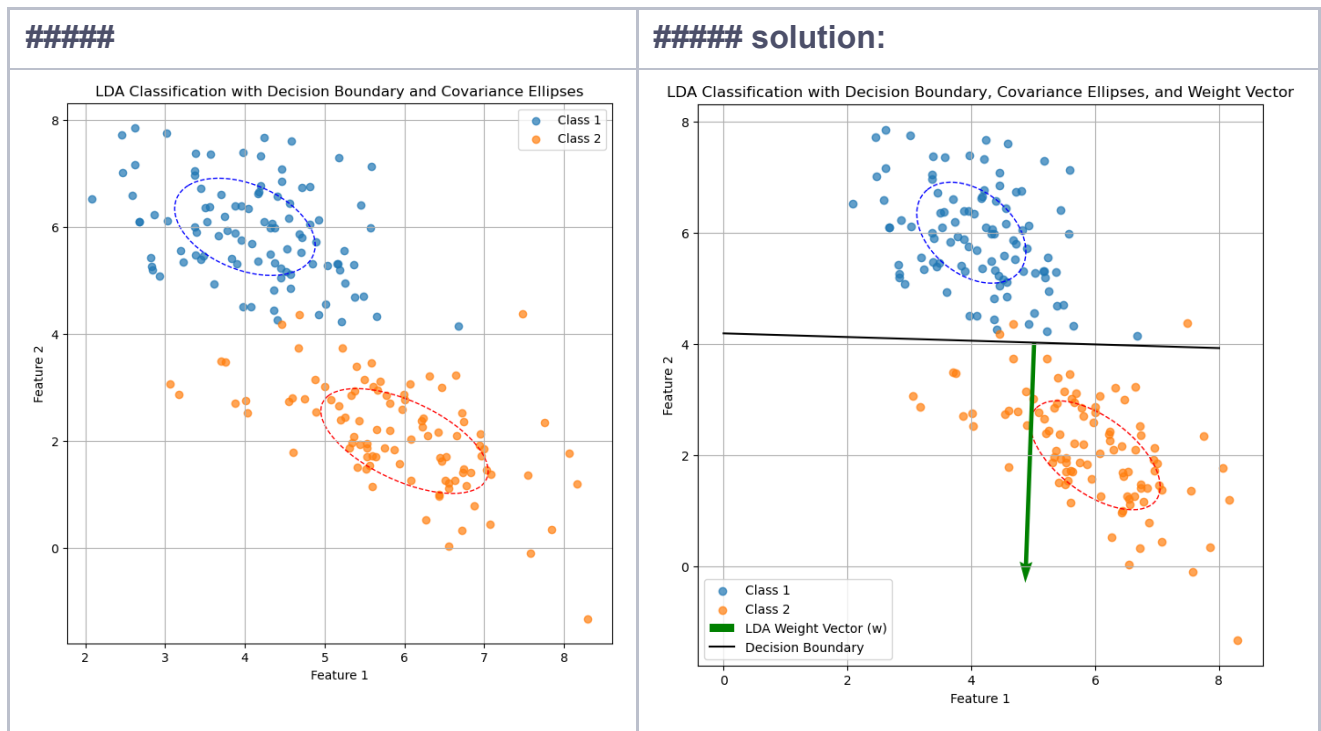 #####
##### solution:
LDA Classification with Decision Boundary and Covariance Ellipses
Class 1
Class 2
8
6
4
2
0
Feature 2
2 3 4 5 6 7 8
Feature 1
LDA Classification with Decision Boundary, Covariance Ellipses, and Weight Vector
8
6
4
2
0
Feature 2
Class 1
Class 2
LDA Weight Vector (w)
Decision Boundary
0 2 4 6 8
Feature 1